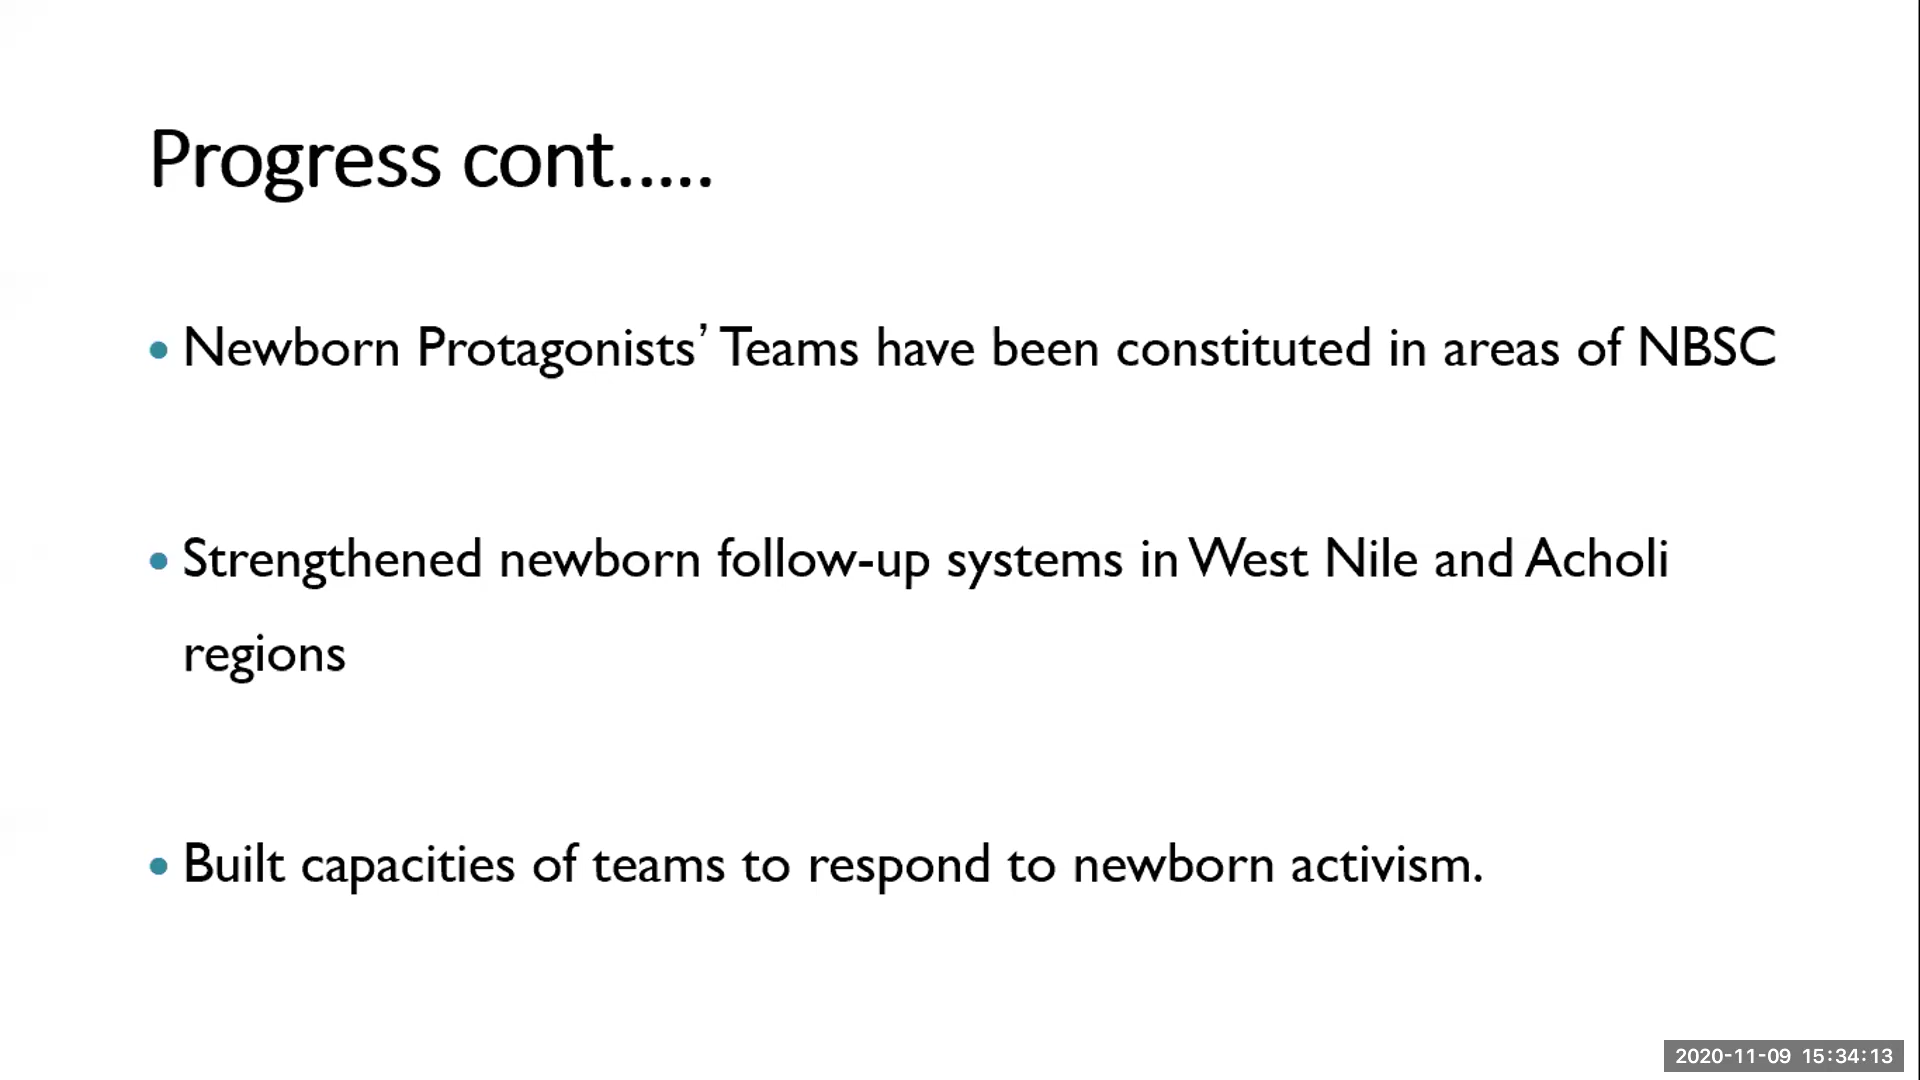 Progress cont.....
• Newborn Protagonists’ Teams have been constituted in areas of NBSC
• Strengthened newborn follow-up systems in West Nile and Acholi
regions
• Built capacities of teams to respond to newborn activism.
2020-11-09 15:34:13